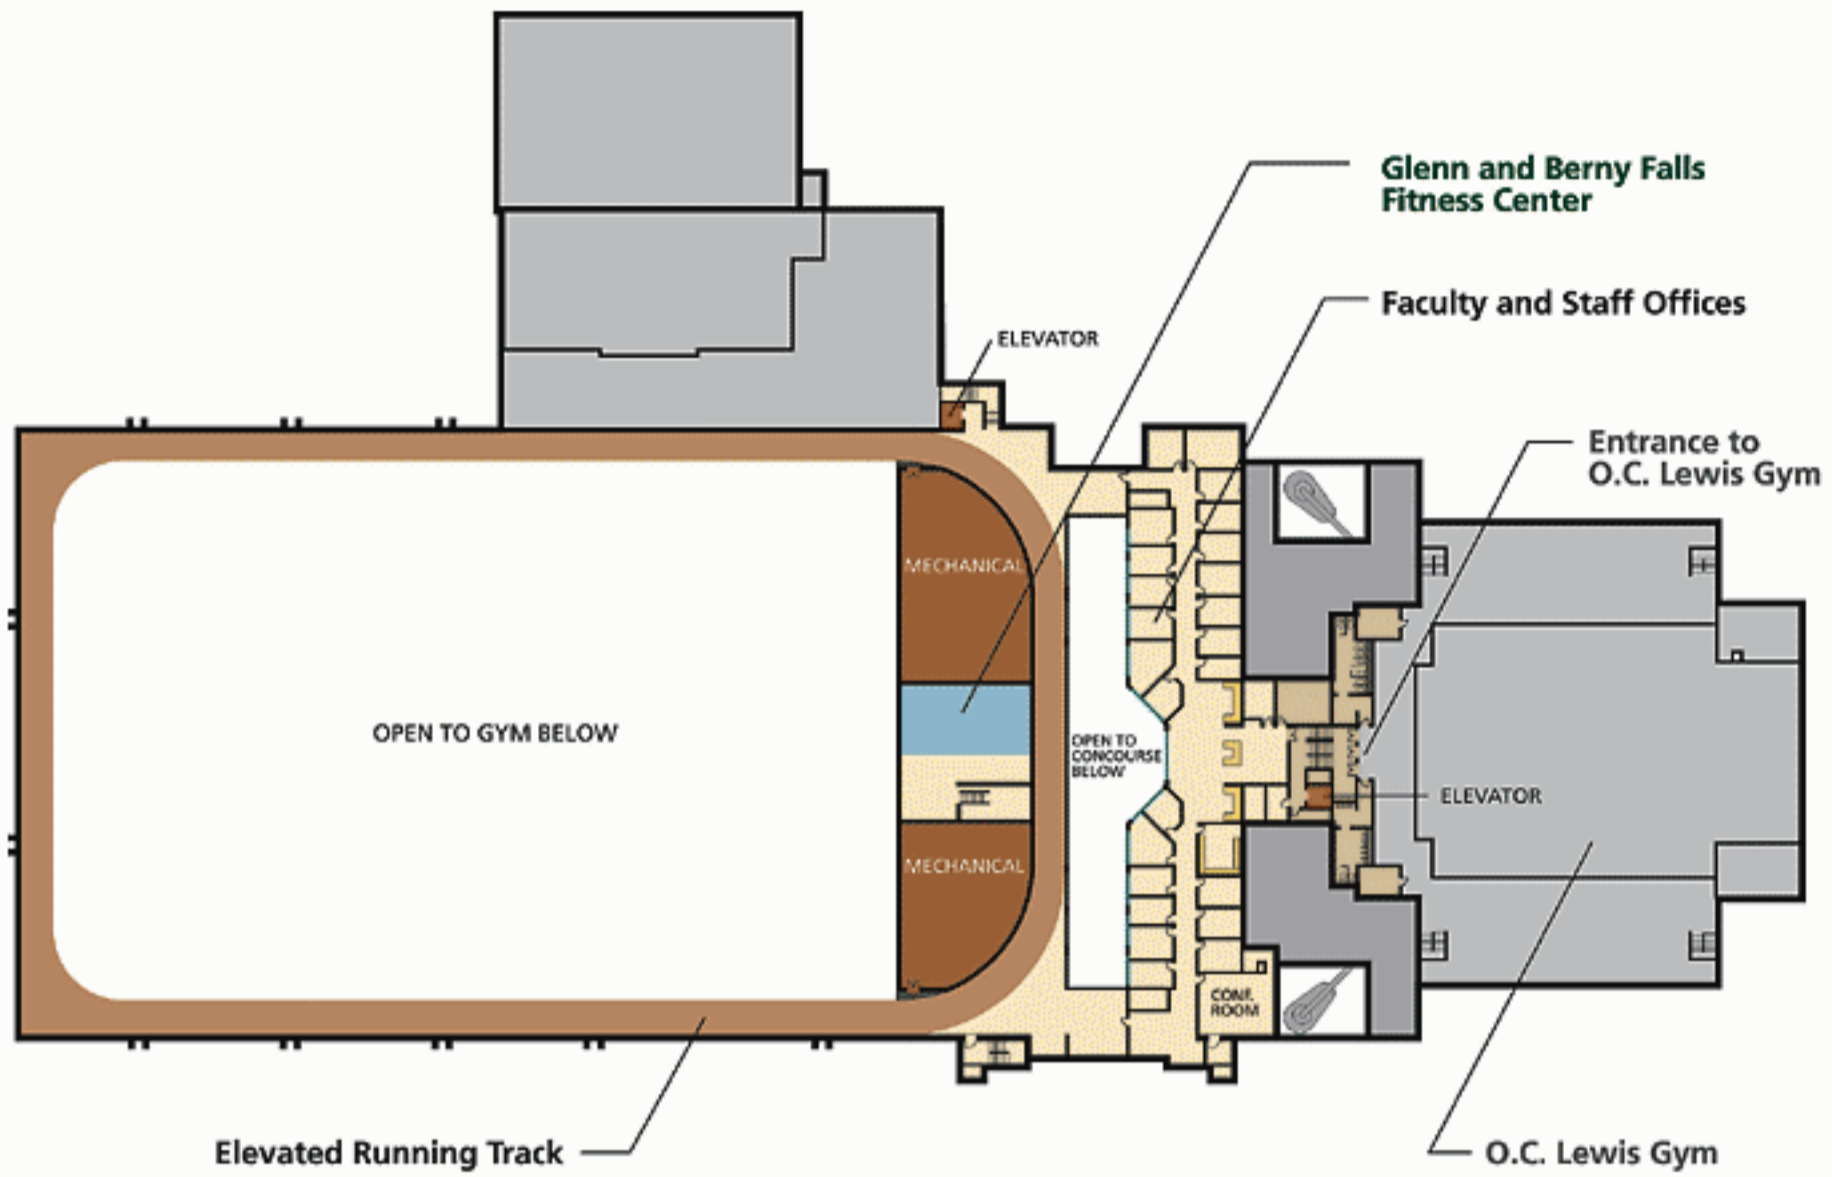 Glenn and Berny Falls
Fitness Center
Faculty and Staff Offices
ELEVATOR
Entrance to
O.C. Lewis Gym
MECHANICAL
OPEN TO GYM BELOW
OPEN TO
CONCOURSE
BELOW
ELEVATOR
MECHANICAL
CONF.
ROOM
Elevated Running Track
O.C. Lewis Gym